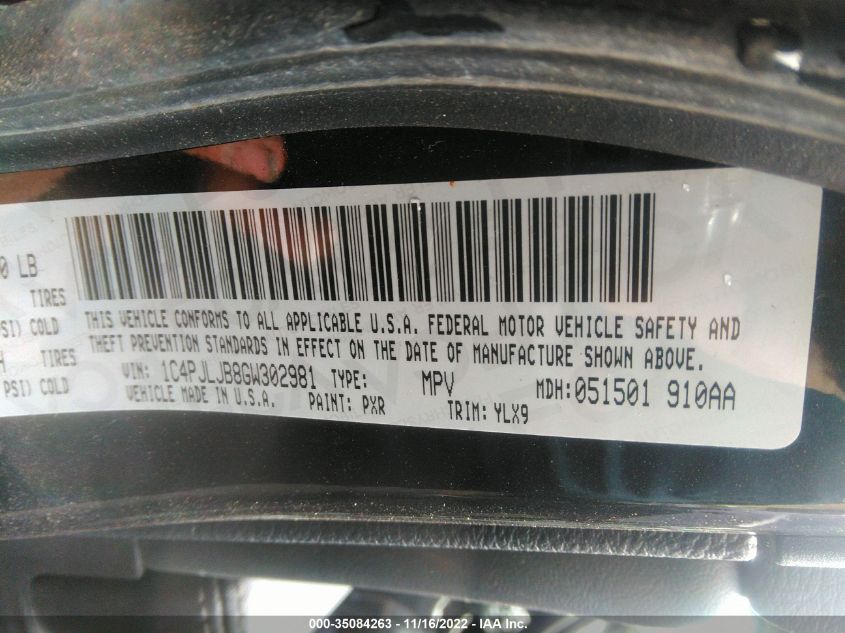 0 LB
TIRES
PSI) COLD
TIRES
PSI) COLD
THIS VEHICLE CONFORMS TO ALL APPLICABLE U.S.A. FEDERAL MOTOR VEHICLE SAFETY AND
THEFT PREVENTION STANDARDS IN EFFECT ON THE DATE OF MANUFACTURE SHOWN ABOVE.
VIN: 1C4PJLJB8GW302981 TYPE: MPV MDH:051501 910AA
VEHICLE MADE IN U.S.A. PAINT: PXR TRIM: YLX9
000-35084263 - 11/16/2022 - IAA Inc.